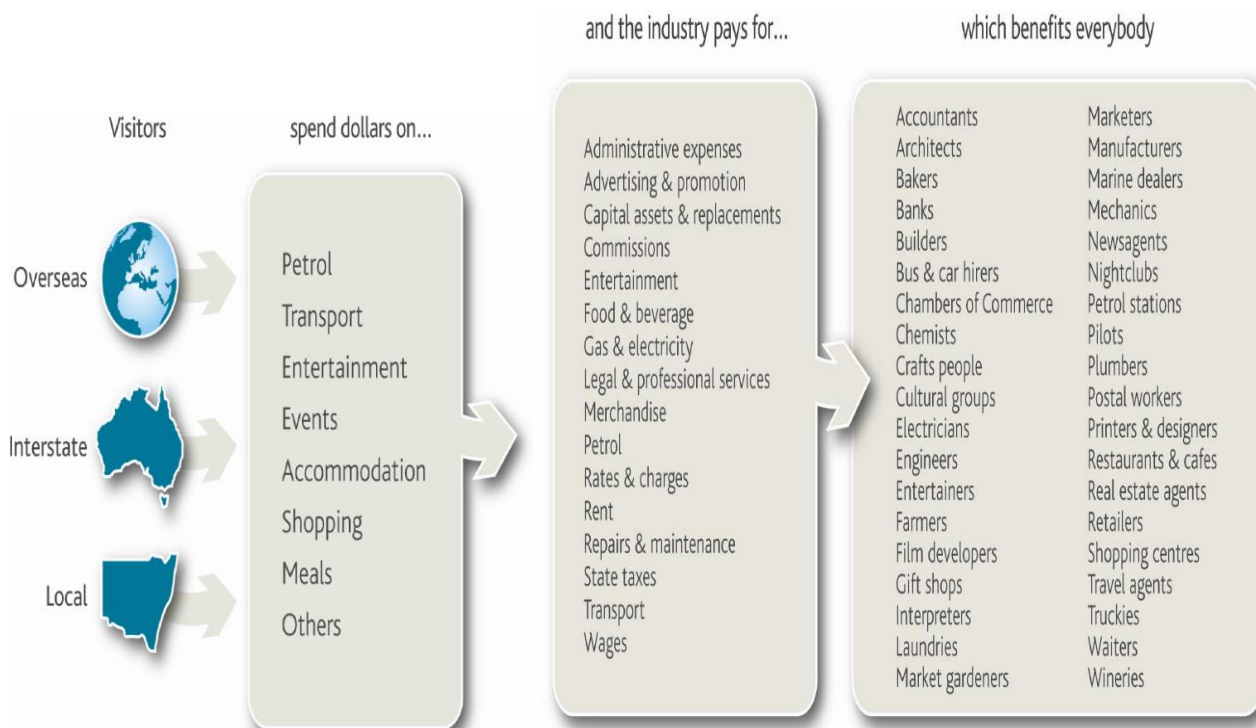 Visitors
Overseas
Interstate
Local
spend dollars on...
Petrol
Transport
Entertainment
Events
Accommodation
Shopping
Meals
Others
and the industry pays for...
Administrative expenses
Advertising & promotion
Capital assets & replacements
Commissions
Entertainment
Food & beverage
Gas & electricity
Legal & professional services
Merchandise
Petrol
Rates & charges
Rent
Repairs & maintenance
State taxes
Transport
Wages
which benefits everybody
Accountants
Architects
Bakers
Banks
Builders
Bus & car hirers
Chambers of Commerce
Chemists
Crafts people
Cultural groups
Electricians
Engineers
Entertainers
Farmers
Film developers
Gift shops
Interpreters
Laundries
Market gardeners
Marketers
Manufacturers
Marine dealers
Mechanics
Newsagents
Nightclubs
Petrol stations
Pilots
Plumbers
Postal workers
Printers & designers
Restaurants & cafes
Real estate agents
Retailers
Shopping centres
Travel agents
Truckies
Waiters
Wineries